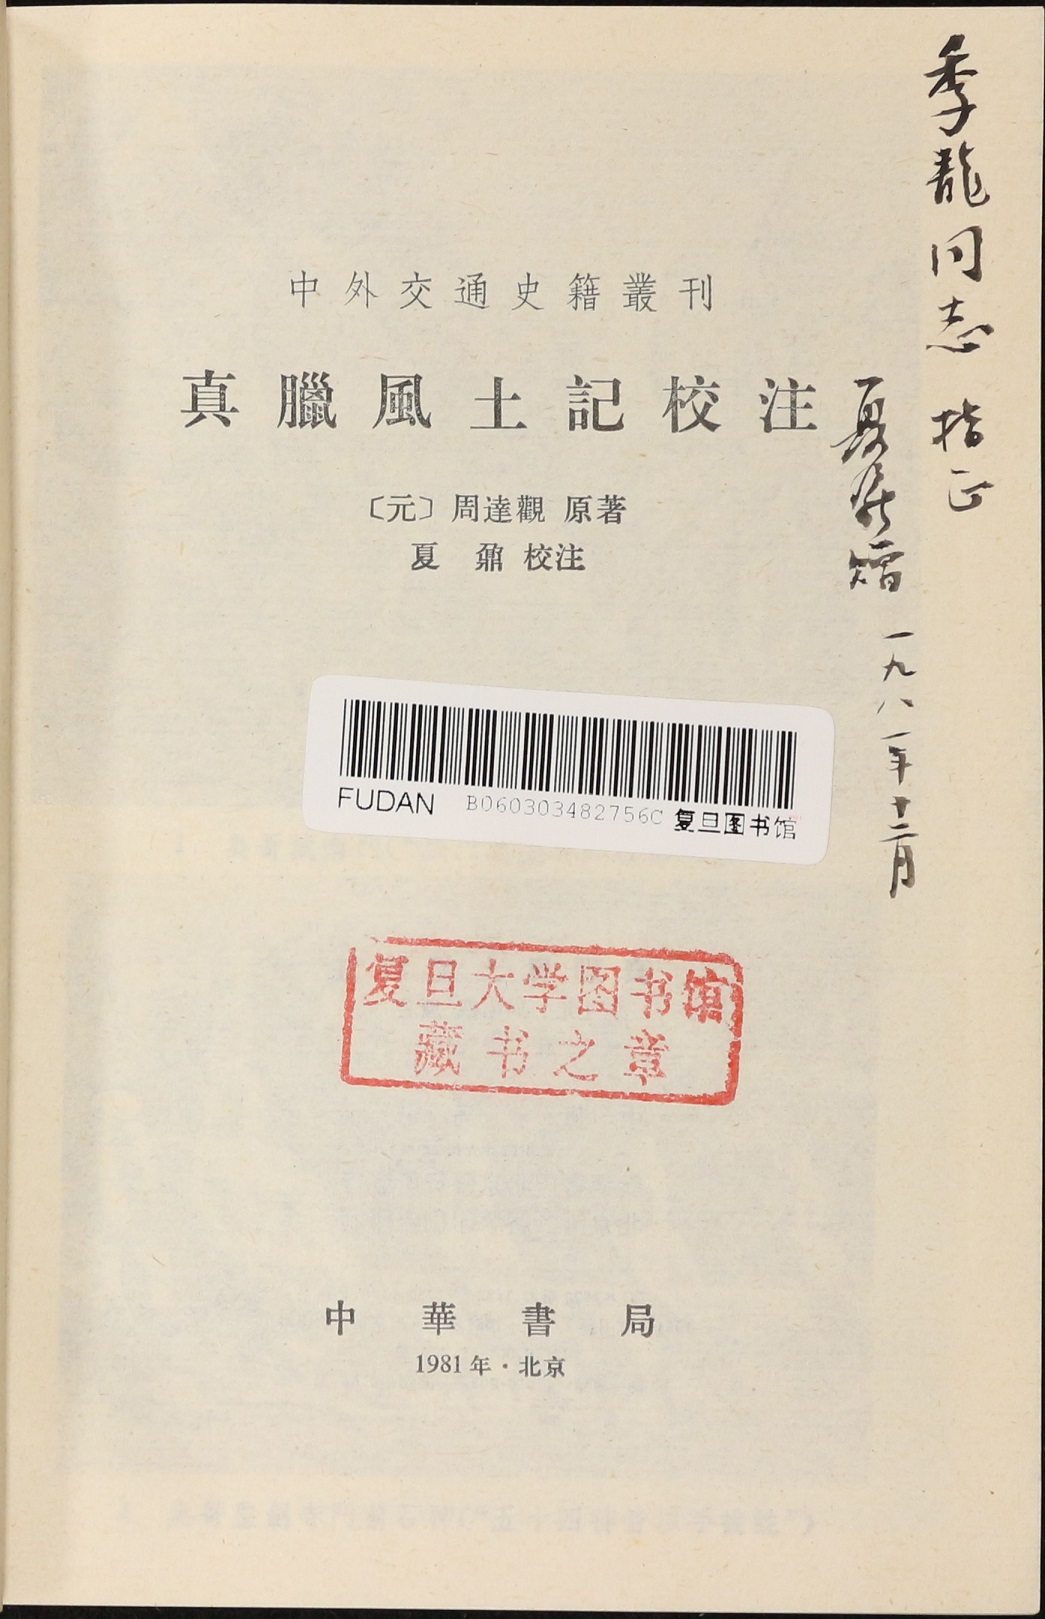 季龍同志 指正
夏鼐贈
一九八一年十二月
中外交通史籍叢刊
真臘風土記校注
〔元〕周達觀 原著
夏 鼐 校注
FUDAN B060303482756C 复旦图书馆
复旦大学图书馆
藏书之章
中華書局
1981年·北京